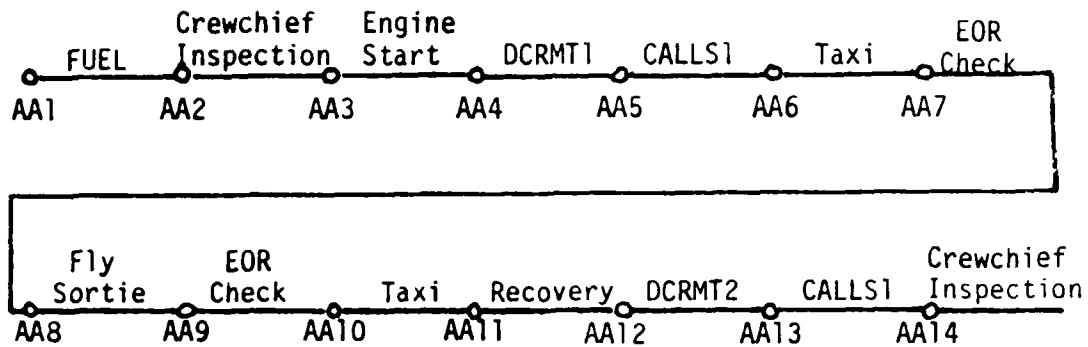 FUEL
Crewchief
Inspection
Engine
Start
DCRMT1
CALLS1
Taxi
EOR
Check
AA1 AA2 AA3 AA4 AA5 AA6 AA7
Fly
Sortie
EOR
Check
Taxi
Recovery
DCRMT2
CALLS1
Crewchief
Inspection
AA8 AA9 AA10 AA11 AA12 AA13 AA14